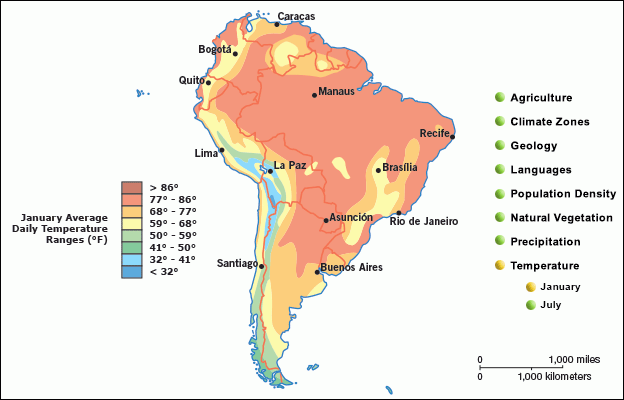 Caracas
Bogotá
Quito
Manaus
Recife
Lima
La Paz
Brasília
Asunción
Rio de Janeiro
Santiago
Buenos Aires
January Average
Daily Temperature
Ranges (°F)
> 86°
77° - 86°
68° - 77°
59° - 68°
50° - 59°
41° - 50°
32° - 41°
< 32°
Agriculture
Climate Zones
Geology
Languages
Population Density
Natural Vegetation
Precipitation
Temperature
January
July
0 1,000 miles
0 1,000 kilometers